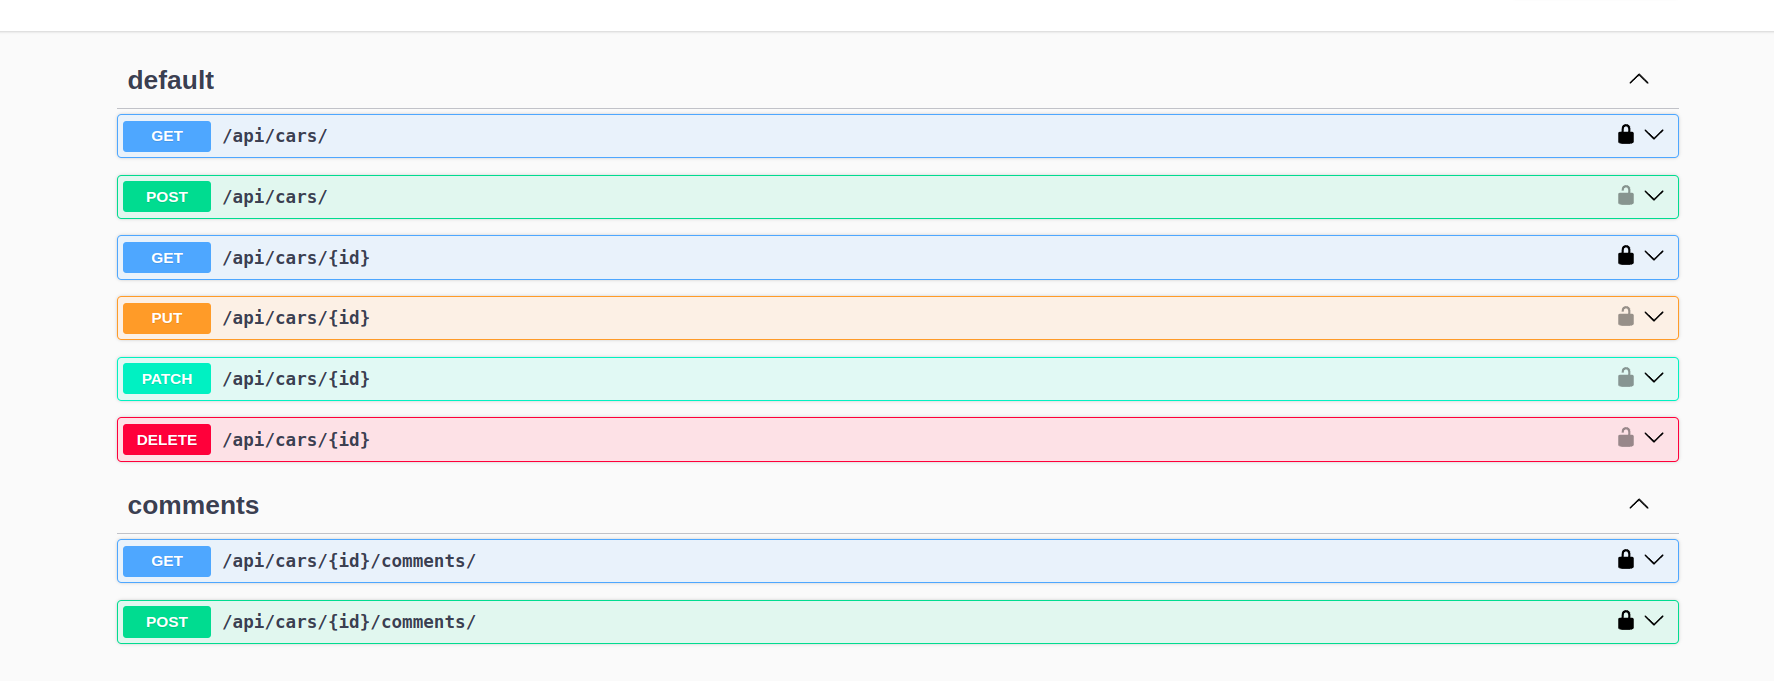 default
GET /api/cars/
POST /api/cars/
GET /api/cars/{id}
PUT /api/cars/{id}
PATCH /api/cars/{id}
DELETE /api/cars/{id}
comments
GET /api/cars/{id}/comments/
POST /api/cars/{id}/comments/